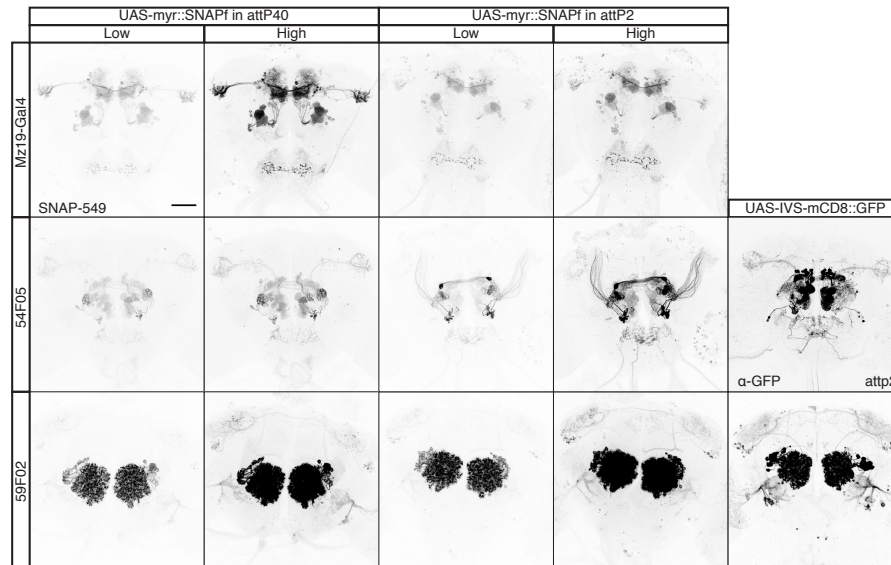 UAS-myr::SNAPf in attP40
UAS-myr::SNAPf in attP2
Low
High
Low
High
Mz19-Gal4
SNAP-549
UAS-IVS-mCD8::GFP
54F05
α-GFP
attp2
59F02